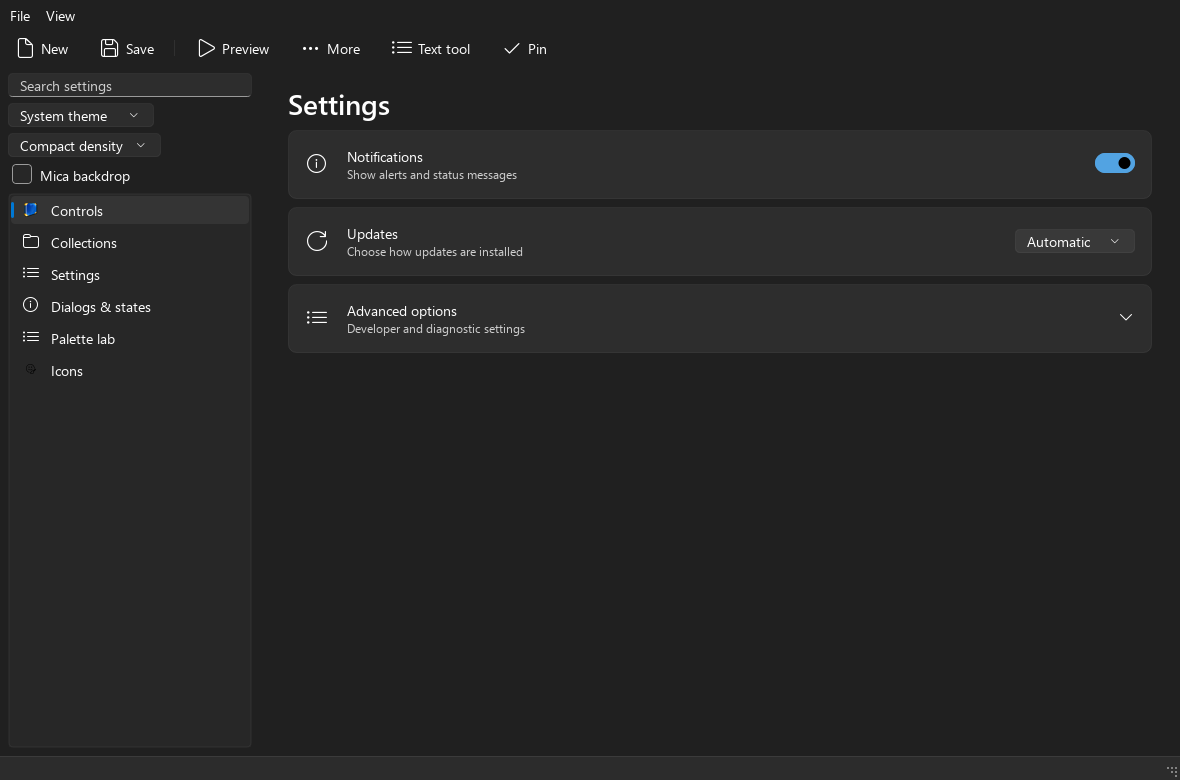 File View
New Save Preview More Text tool Pin
Search settings
System theme
Compact density
Mica backdrop
Controls
Collections
Settings
Dialogs & states
Palette lab
Icons
Settings
Notifications
Show alerts and status messages
Updates
Choose how updates are installed
Automatic
Advanced options
Developer and diagnostic settings